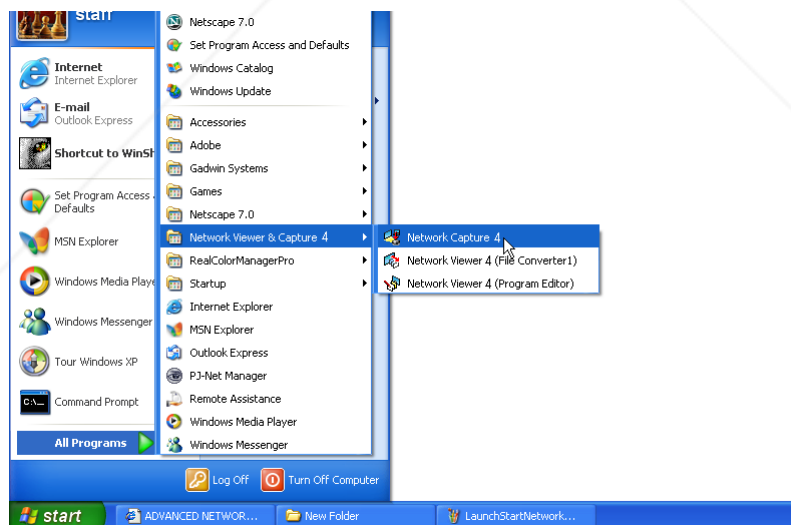 staff
Internet
Internet Explorer
E-mail
Outlook Express
Shortcut to WinSh
Set Program Access
Defaults
MSN Explorer
Windows Media Playe
Windows Messenger
Tour Windows XP
C:\_
Command Prompt
All Programs
Netscape 7.0
Set Program Access and Defaults
Windows Catalog
Windows Update
Accessories
Adobe
Gadwin Systems
Games
Netscape 7.0
Network Viewer & Capture 4
RealColorManagerPro
Startup
Internet Explorer
MSN Explorer
Outlook Express
PJ-Net Manager
Remote Assistance
Windows Media Player
Windows Messenger
Network Capture 4
Network Viewer 4 (File Converter1)
Network Viewer 4 (Program Editor)
Log Off
Turn Off Computer
start
ADVANCED NETWOR...
New Folder
LaunchStartNetwork...